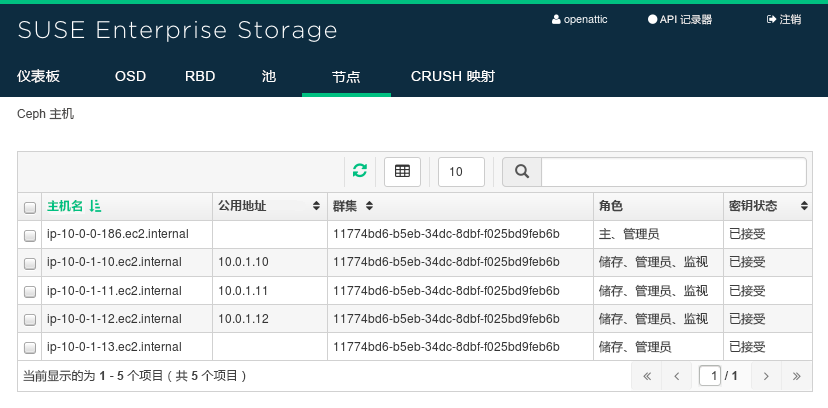 SUSE Enterprise Storage
openattic API 记录器 注销
仪表板 OSD RBD 池 节点 CRUSH 映射
Ceph 主机
10
主机名 公用地址 群集 角色 密钥状态
ip-10-0-0-186.ec2.internal 11774bd6-b5eb-34dc-8dbf-f025bd9feb6b 主、管理员 已接受
ip-10-0-1-10.ec2.internal 10.0.1.10 11774bd6-b5eb-34dc-8dbf-f025bd9feb6b 储存、管理员、监视 已接受
ip-10-0-1-11.ec2.internal 10.0.1.11 11774bd6-b5eb-34dc-8dbf-f025bd9feb6b 储存、管理员、监视 已接受
ip-10-0-1-12.ec2.internal 10.0.1.12 11774bd6-b5eb-34dc-8dbf-f025bd9feb6b 储存、管理员、监视 已接受
ip-10-0-1-13.ec2.internal 11774bd6-b5eb-34dc-8dbf-f025bd9feb6b 储存、管理员 已接受
当前显示的为 1 - 5 个项目（共 5 个项目） « ‹ 1 / 1 › »